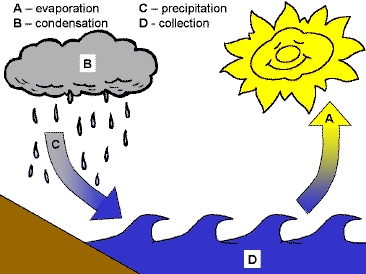 A – evaporation
B – condensation
C – precipitation
D - collection
B
A
C
D